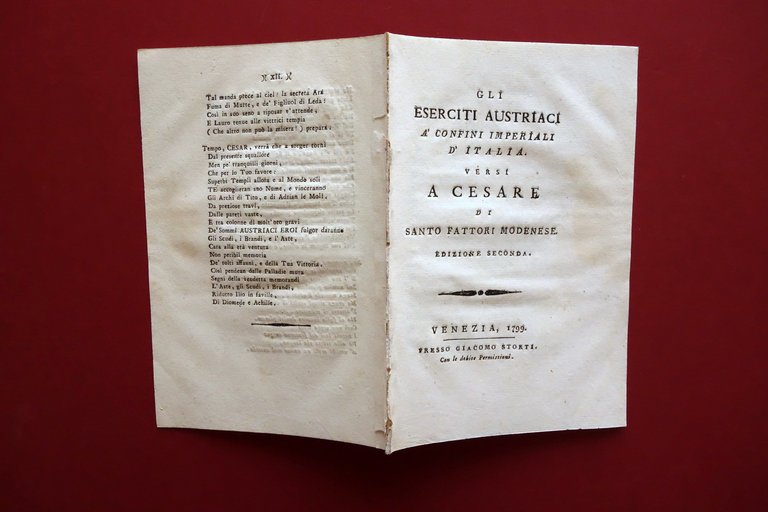 )( XII. )(
Tal manda prece al ciel: la secreta Ara
Fuma di Marte, e de' Figliuol di Leda:
Così in suo seno a riposar t'attende,
E Lauro tenue alle vittrici tempia
( Che altro non può la misera! ) prepara.
Tempo, CESAR, verrà che a sorger torni
Dal presente squallore
Men pe' tranquilli giorni,
Che per lo Tuo favore:
Superbi Templi allora e al Mondo soli
TE accoglieran suo Nume, e vinceranno
Gli Archi di Tito, e di Adrian le Moli.
Da preziose travi,
Dalle pareti vaste,
E tra colonne di molt'oro gravi
De' Sommi AUSTRIACI EROI fulgor daranno
Gli Scudi, i Brandi, e l'Aste,
Cara alla età ventura
Non peribil memoria
De' tolti affanni, e della Tua Vittoria.
Ciel pendean dalle Palladie mura
Segni della vendetta memorandi
L'Aste, gli Scudi, i Brandi,
Ridotto Ilio in faville,
Di Diomede e Achille.
GLI
ESERCITI AUSTRIACI
A' CONFINI IMPERIALI
D' ITALIA.
VERSI
A CESARE
DI
SANTO FATTORI MODENESE.
EDIZIONE SECONDA.
VENEZIA, 1799.
PRESSO GIACOMO STORTI.
Con le debite Permissioni.